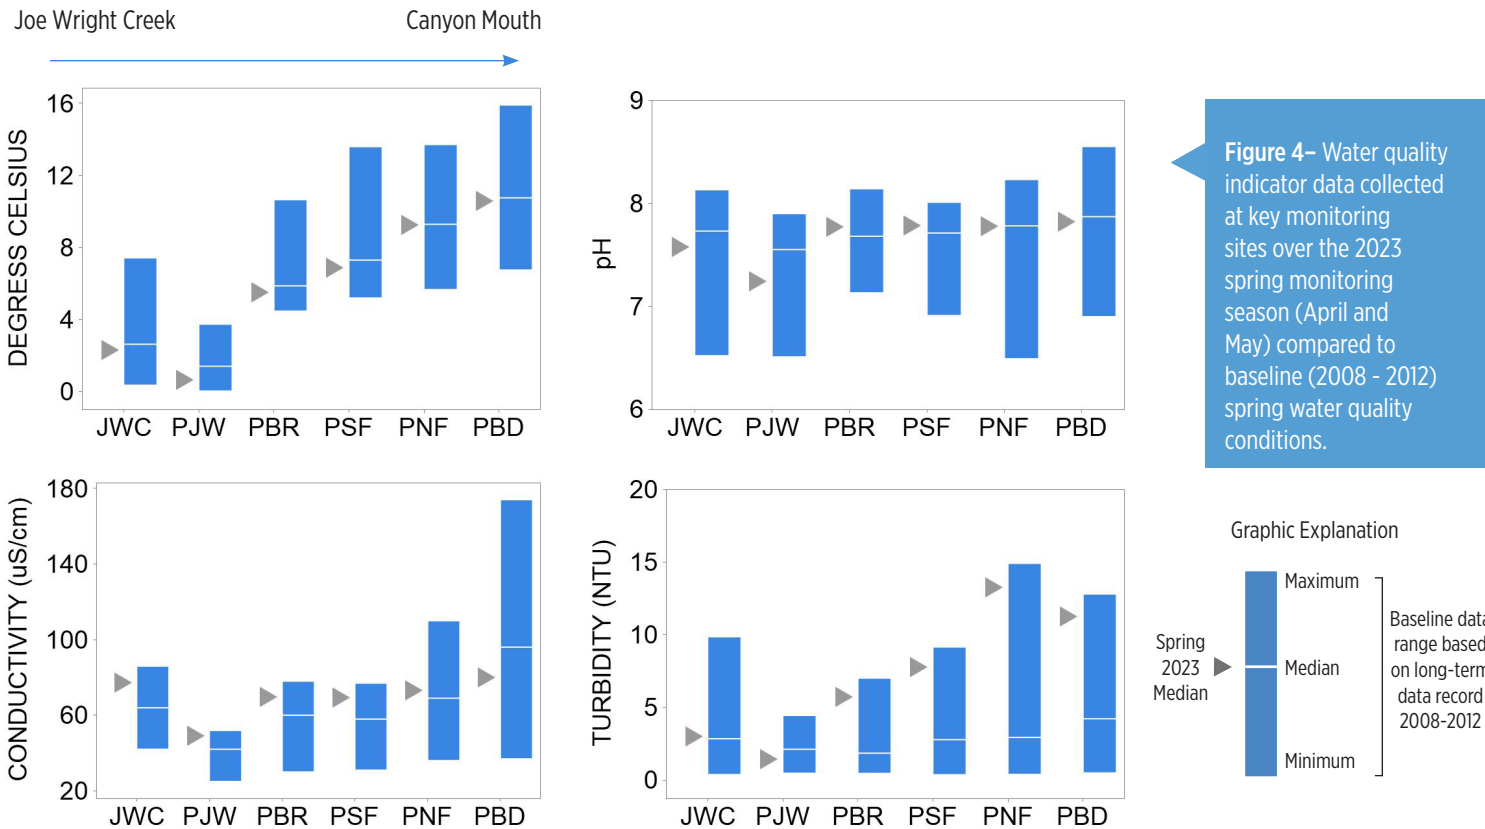 Joe Wright Creek
Canyon Mouth
DEGRESS CELSIUS
16
12
8
4
0
JWC PJW PBR PSF PNF PBD
pH
9
8
7
6
JWC PJW PBR PSF PNF PBD
Figure 4– Water quality
indicator data collected
at key monitoring
sites over the 2023
spring monitoring
season (April and
May) compared to
baseline (2008 - 2012)
spring water quality
conditions.
CONDUCTIVITY (uS/cm)
180
140
100
60
20
JWC PJW PBR PSF PNF PBD
TURBIDITY (NTU)
20
15
10
5
0
JWC PJW PBR PSF PNF PBD
Graphic Explanation
Spring
2023
Median
Maximum
Median
Minimum
Baseline data
range based
on long-term
data record
2008-2012